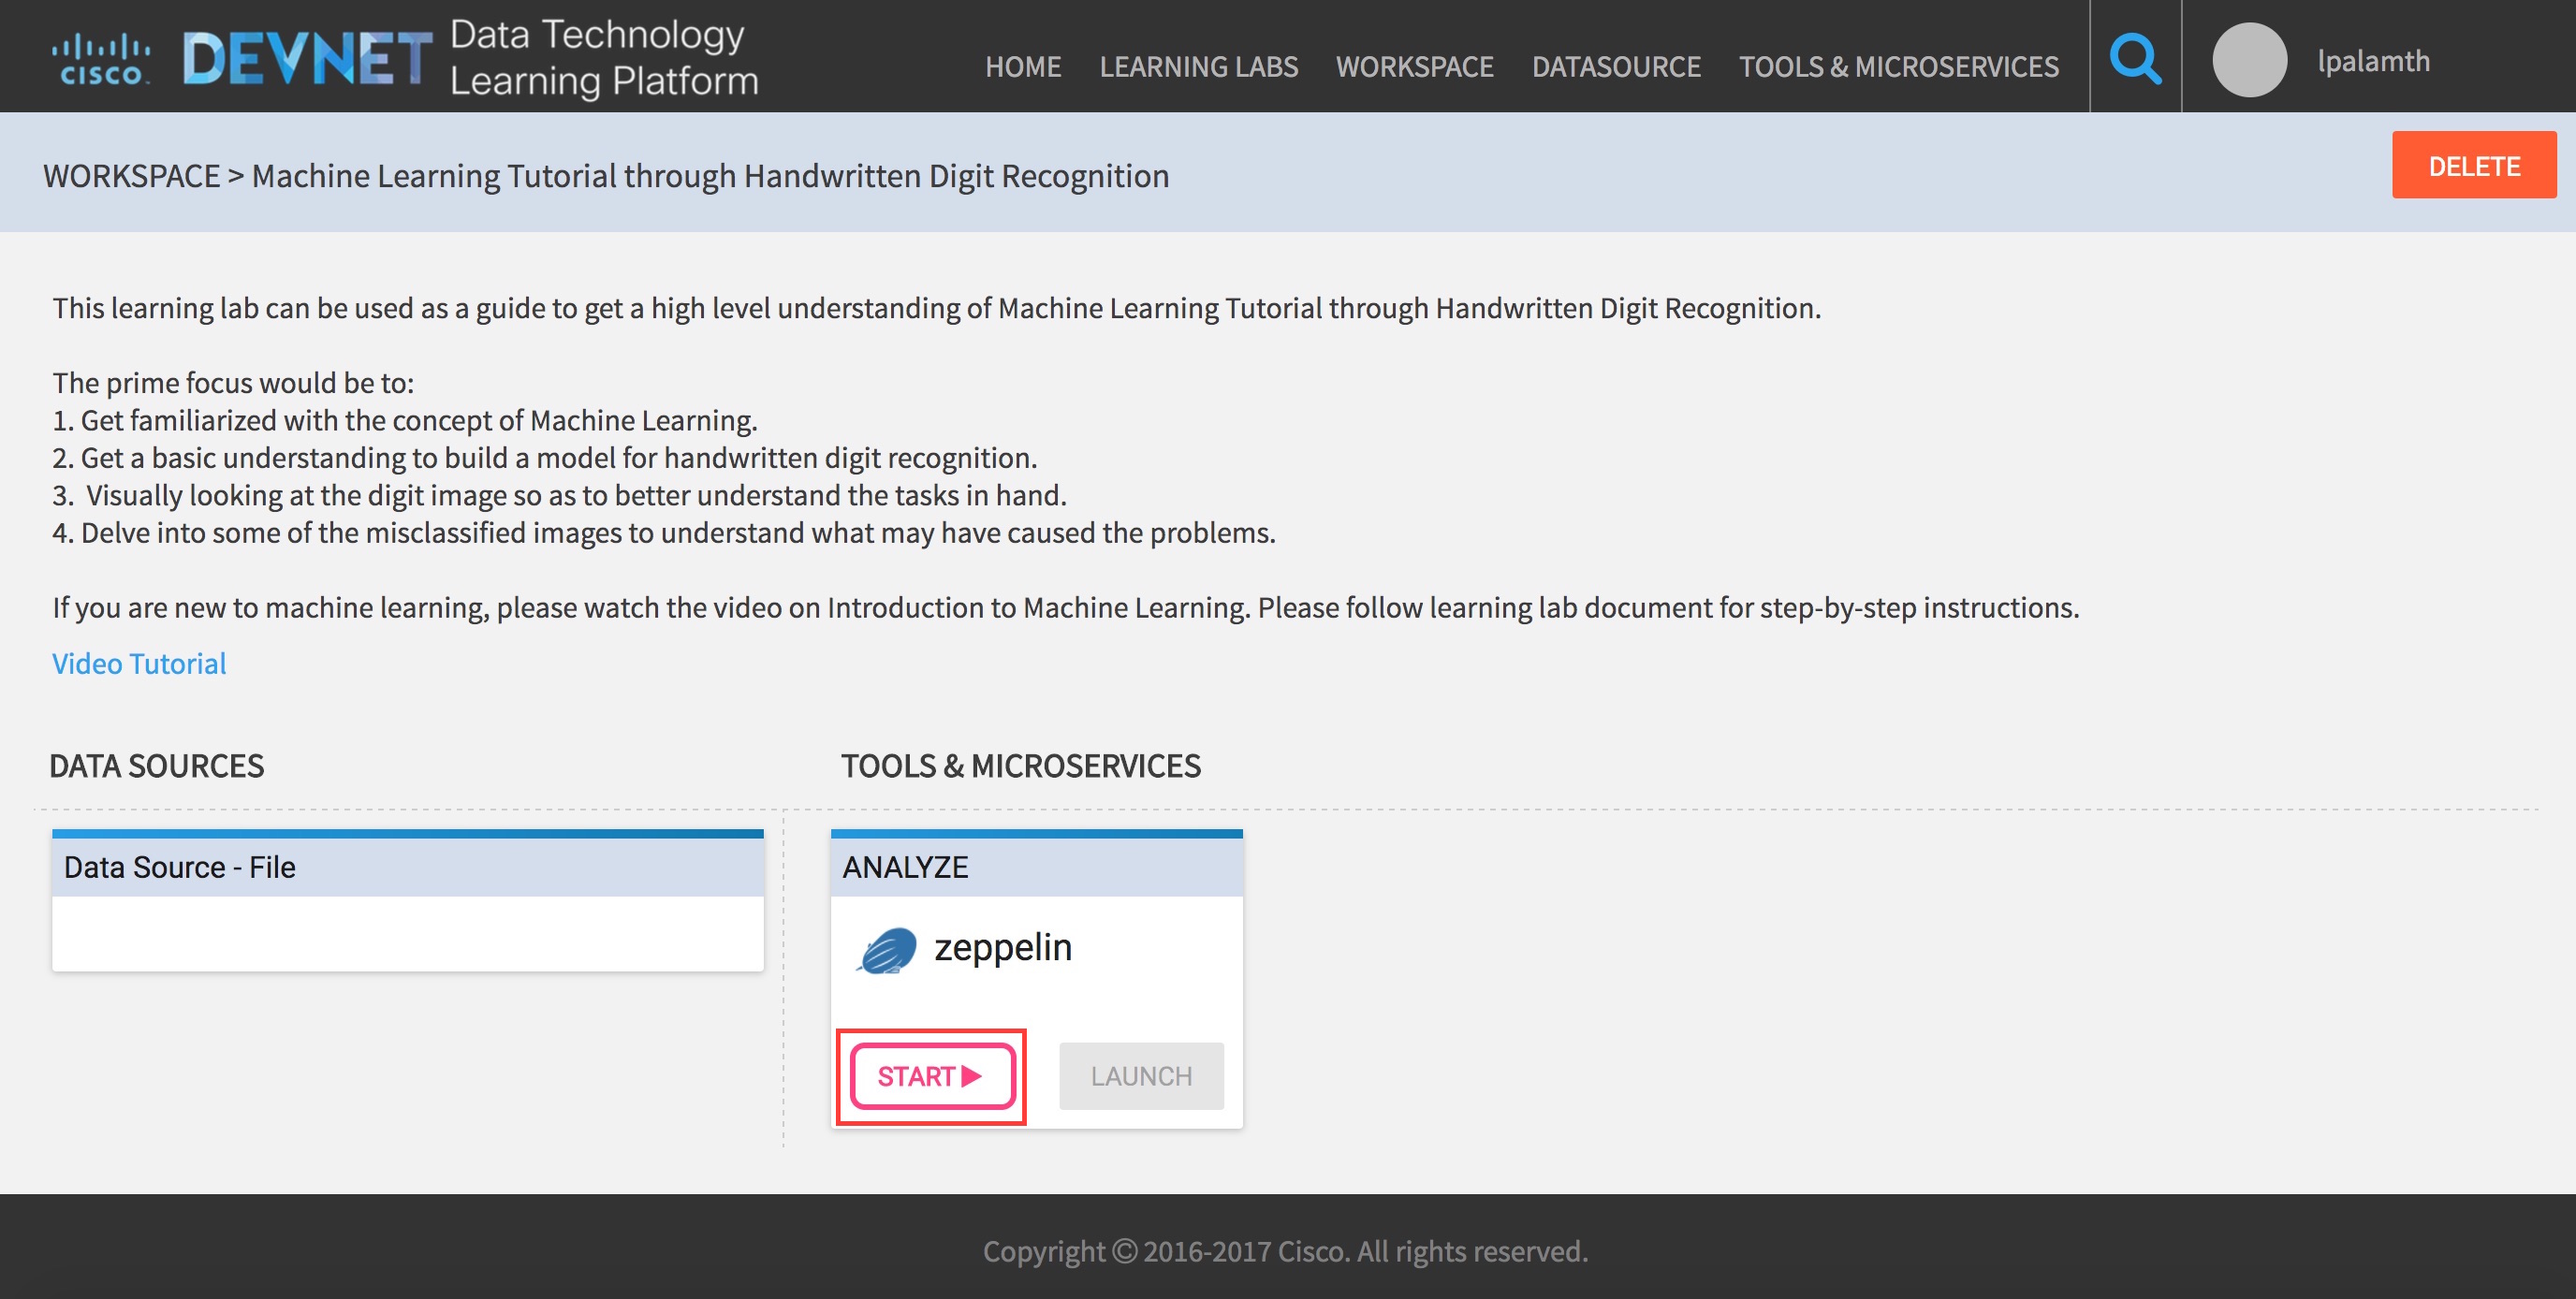 CISCO
DEVNET
Data Technology
Learning Platform
HOME LEARNING LABS WORKSPACE DATASOURCE TOOLS & MICROSERVICES
lpalamth
WORKSPACE > Machine Learning Tutorial through Handwritten Digit Recognition
DELETE
This learning lab can be used as a guide to get a high level understanding of Machine Learning Tutorial through Handwritten Digit Recognition.
The prime focus would be to:
1. Get familiarized with the concept of Machine Learning.
2. Get a basic understanding to build a model for handwritten digit recognition.
3. Visually looking at the digit image so as to better understand the tasks in hand.
4. Delve into some of the misclassified images to understand what may have caused the problems.
If you are new to machine learning, please watch the video on Introduction to Machine Learning. Please follow learning lab document for step-by-step instructions.
Video Tutorial
DATA SOURCES
TOOLS & MICROSERVICES
Data Source - File
ANALYZE
zeppelin
START
LAUNCH
Copyright © 2016-2017 Cisco. All rights reserved.